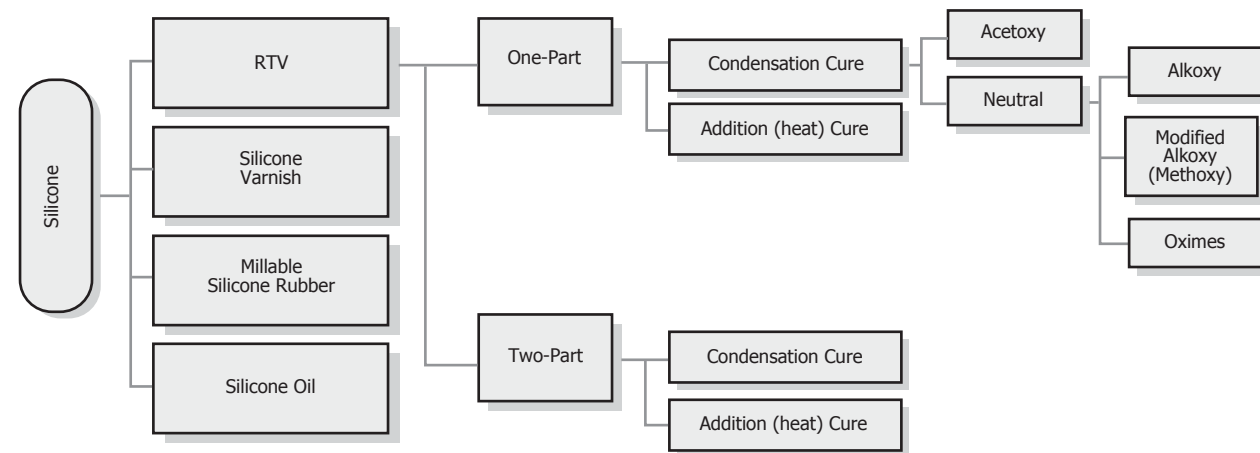 Silicone
RTV
Silicone
Varnish
Millable
Silicone Rubber
Silicone Oil
One-Part
Two-Part
Condensation Cure
Addition (heat) Cure
Condensation Cure
Addition (heat) Cure
Acetoxy
Neutral
Alkoxy
Modified
Alkoxy
(Methoxy)
Oximes